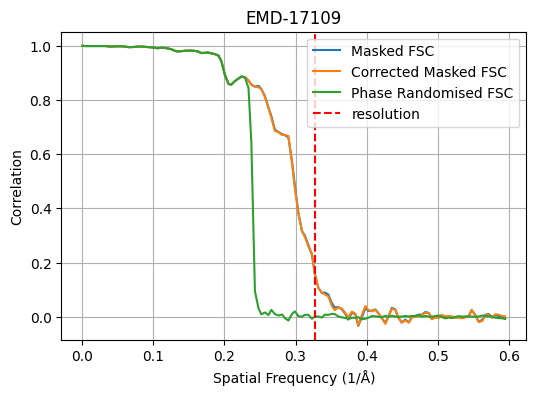 EMD-17109
Masked FSC
Corrected Masked FSC
Phase Randomised FSC
resolution
Correlation
1.0
0.8
0.6
0.4
0.2
0.0
0.0 0.1 0.2 0.3 0.4 0.5 0.6
Spatial Frequency (1/Å)